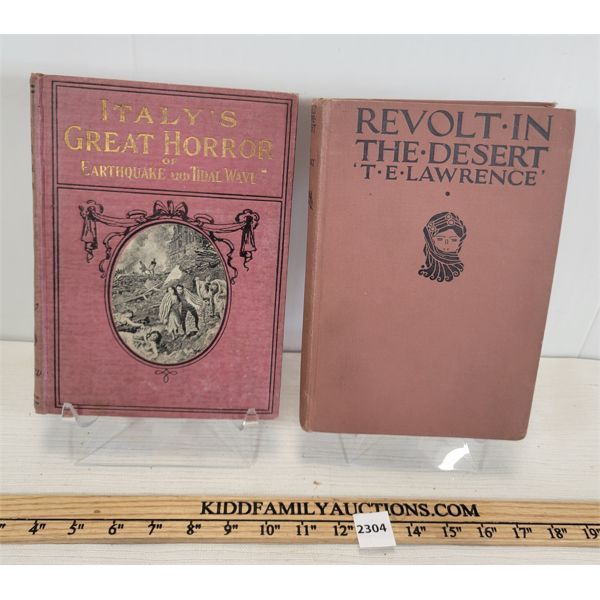 ITALY'S
GREAT HORROR
OF
EARTHQUAKE AND TIDAL WAVE"
REVOLT·IN
THE·DESERT
'T·E·LAWRENCE'
KIDDFAMILYAUCTIONS.COM
4" 5" 6" 7" 8" 9" 10" 11" 12" 2304 14" 15" 16" 17" 18" 19"